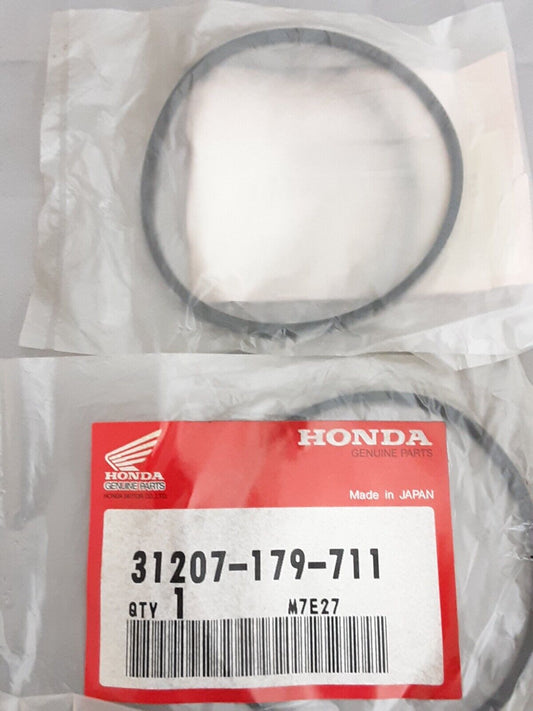 HONDA
GENUINE PARTS
HONDA MOTOR CO., LTD.
HONDA
GENUINE PARTS
Made in JAPAN
31207-179-711
QTY 1 M7E27